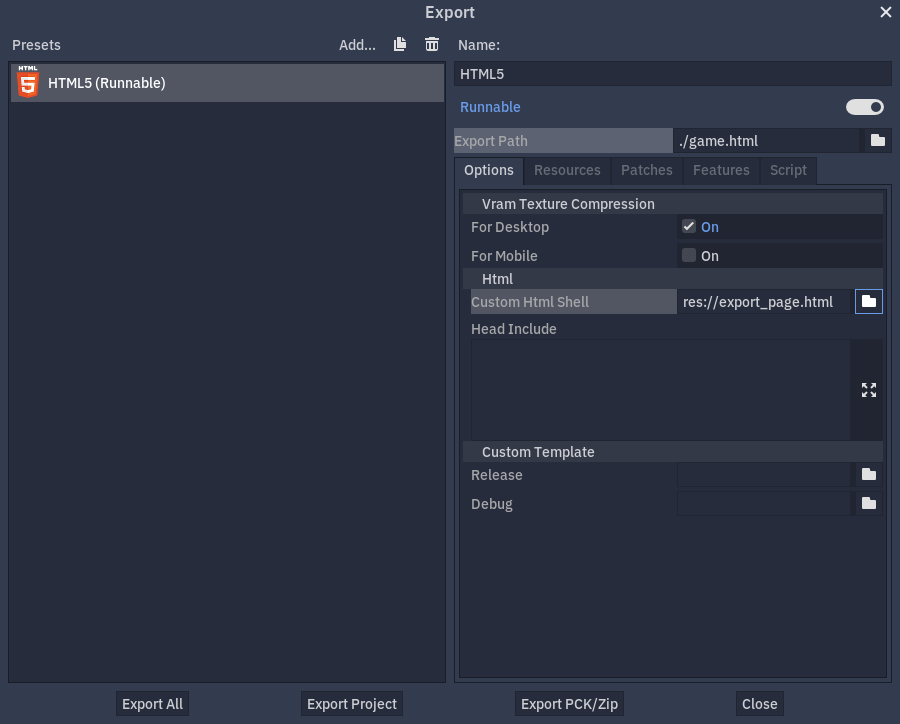 Export
Presets
Add...
HTML
5
HTML5 (Runnable)
Name:
HTML5
Runnable
Export Path ./game.html
Options Resources Patches Features Script
Vram Texture Compression
For Desktop On
For Mobile On
Html
Custom Html Shell res://export_page.html
Head Include
Custom Template
Release
Debug
Export All Export Project Export PCK/Zip Close